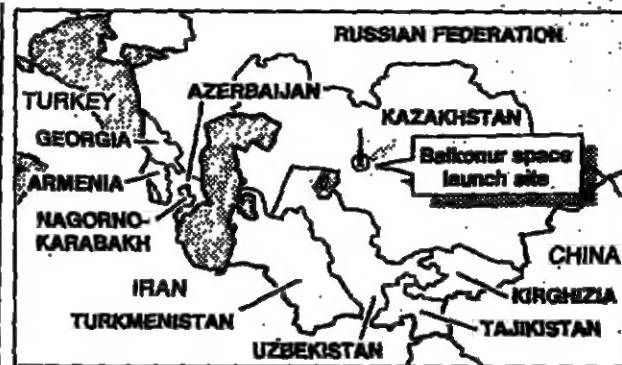 RUSSIAN FEDERATION
TURKEY
AZERBAIJAN
KAZAKHSTAN
GEORGIA
Baikonur space
launch site
ARMENIA
NAGORNO-
KARABAKH
CHINA
IRAN
KIRGHIZIA
TURKMENISTAN
TAJIKISTAN
UZBEKISTAN